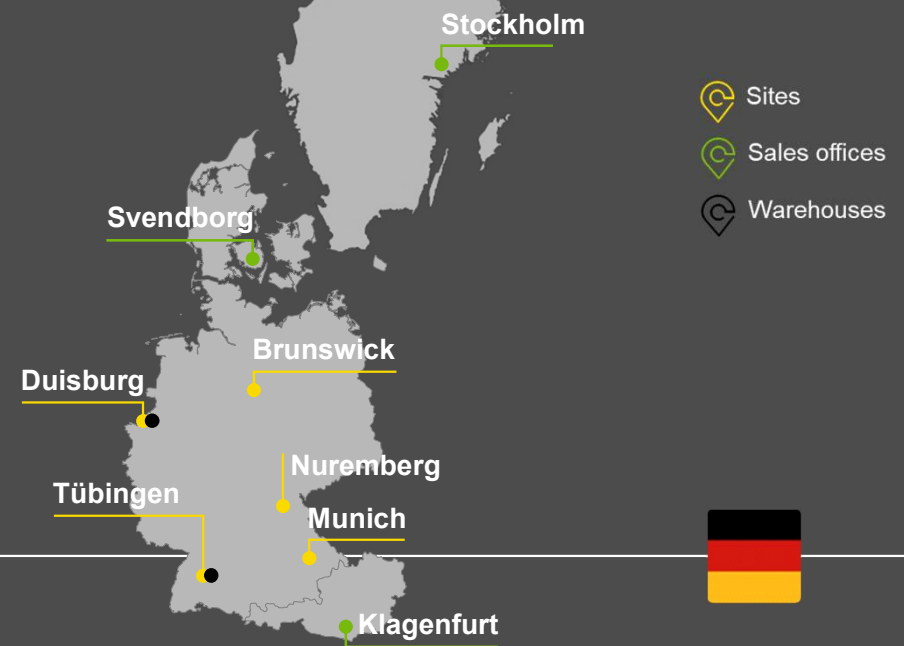 Stockholm
Sites
Sales offices
Warehouses
Svendborg
Brunswick
Duisburg
Nuremberg
Tübingen
Munich
Klagenfurt